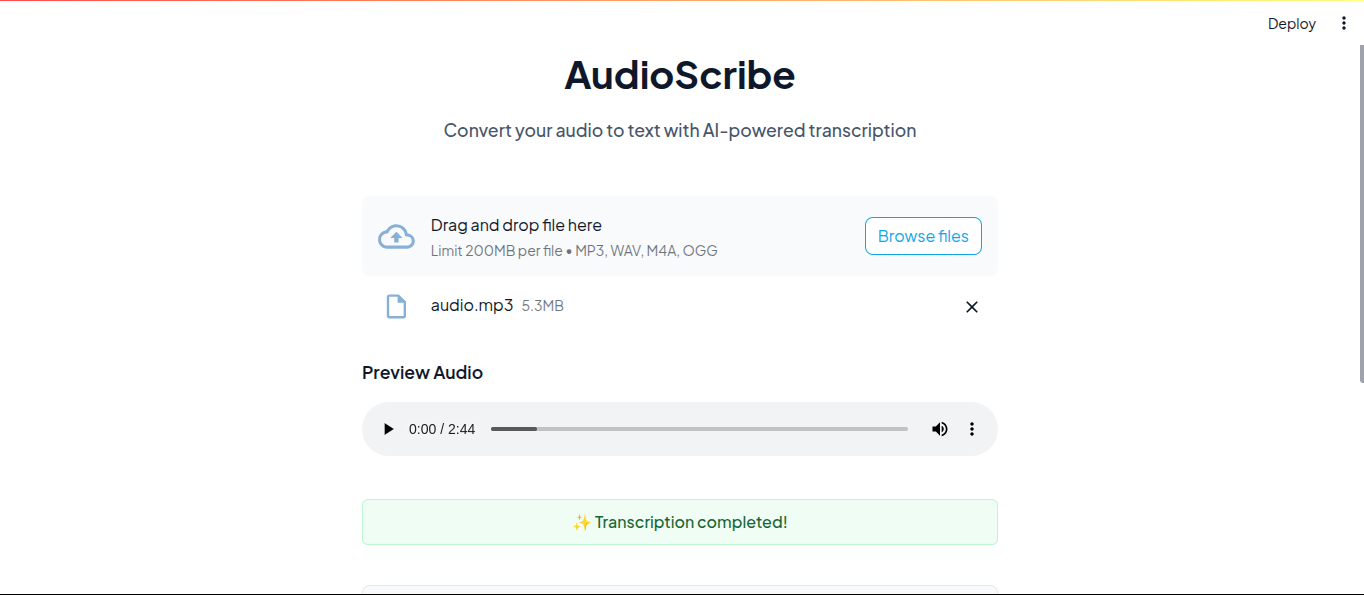 Deploy
AudioScribe
Convert your audio to text with AI-powered transcription
Drag and drop file here
Limit 200MB per file • MP3, WAV, M4A, OGG
Browse files
audio.mp3 5.3MB
Preview Audio
0:00 / 2:44
✨ Transcription completed!